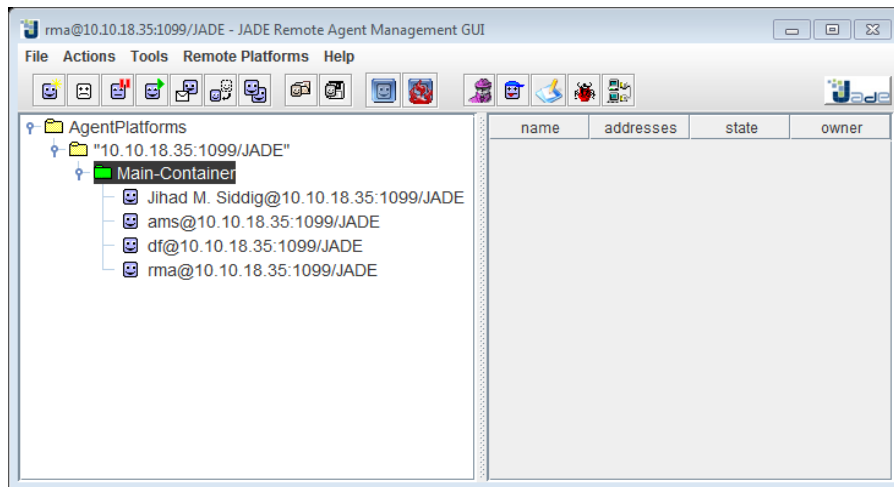 rma@10.10.18.35:1099/JADE - JADE Remote Agent Management GUI
File Actions Tools Remote Platforms Help
Jade
AgentPlatforms
name addresses state owner
"10.10.18.35:1099/JADE"
Main-Container
Jihad M. Siddig@10.10.18.35:1099/JADE
ams@10.10.18.35:1099/JADE
df@10.10.18.35:1099/JADE
rma@10.10.18.35:1099/JADE